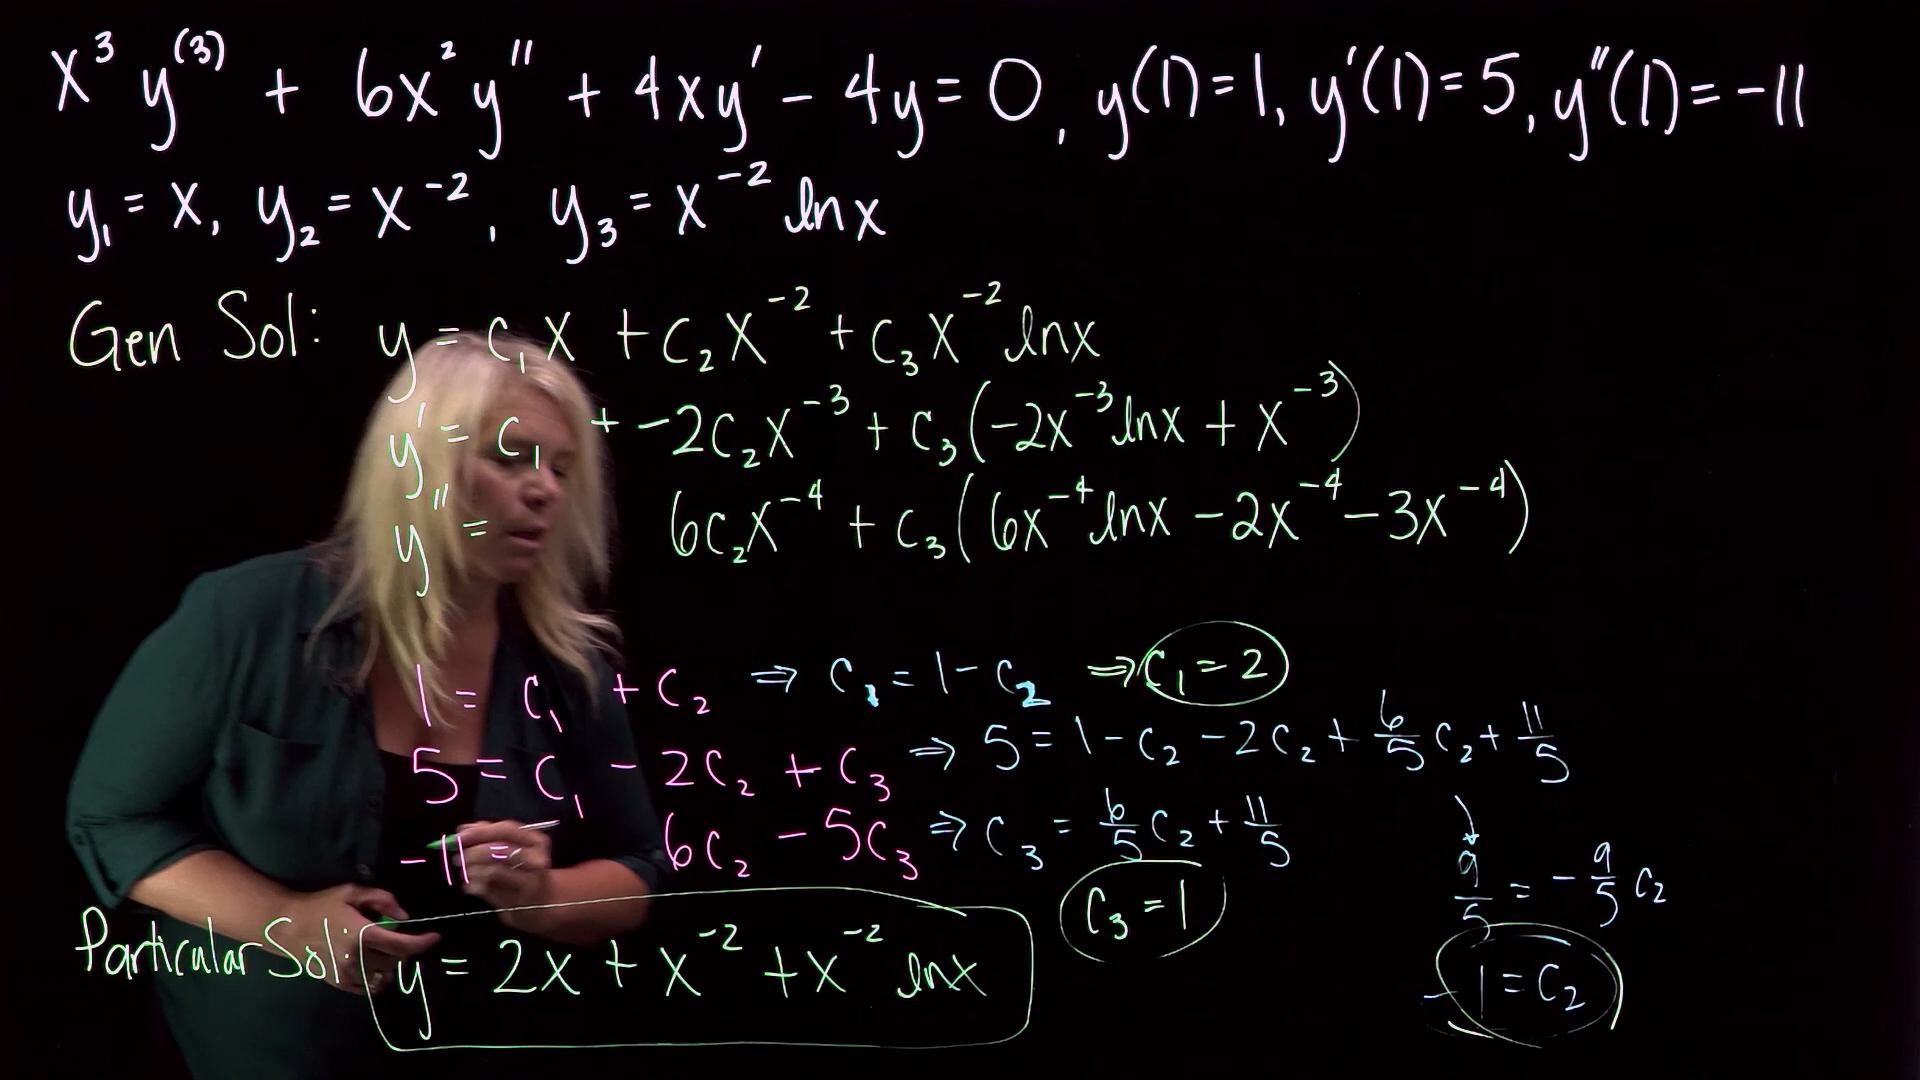 x³ y⁽³⁾ + 6x² y'' + 4xy' - 4y = 0, y(1) = 1, y'(1) = 5, y''(1) = -11
y₁ = x, y₂ = x⁻², y₃ = x⁻² ln x
Gen Sol: y = c₁x + c₂x⁻² + c₃x⁻² ln x
y' = c₁ + -2c₂x⁻³ + c₃(-2x⁻³ ln x + x⁻³)
y'' = 6c₂x⁻⁴ + c₃(6x⁻⁴ ln x - 2x⁻⁴ - 3x⁻⁴)
1 = c₁ + c₂ ⇒ c₁ = 1 - c₂ ⇒ c₁ = 2
5 = c₁ - 2c₂ + c₃ ⇒ 5 = 1 - c₂ - 2c₂ + 6/5 c₂ + 11/5
-11 = 6c₂ - 5c₃ ⇒ c₃ = 6/5 c₂ + 11/5
9/5 = -9/5 c₂
c₃ = 1
-1 = c₂
Particular Sol: y = 2x + x⁻² + x⁻² ln x